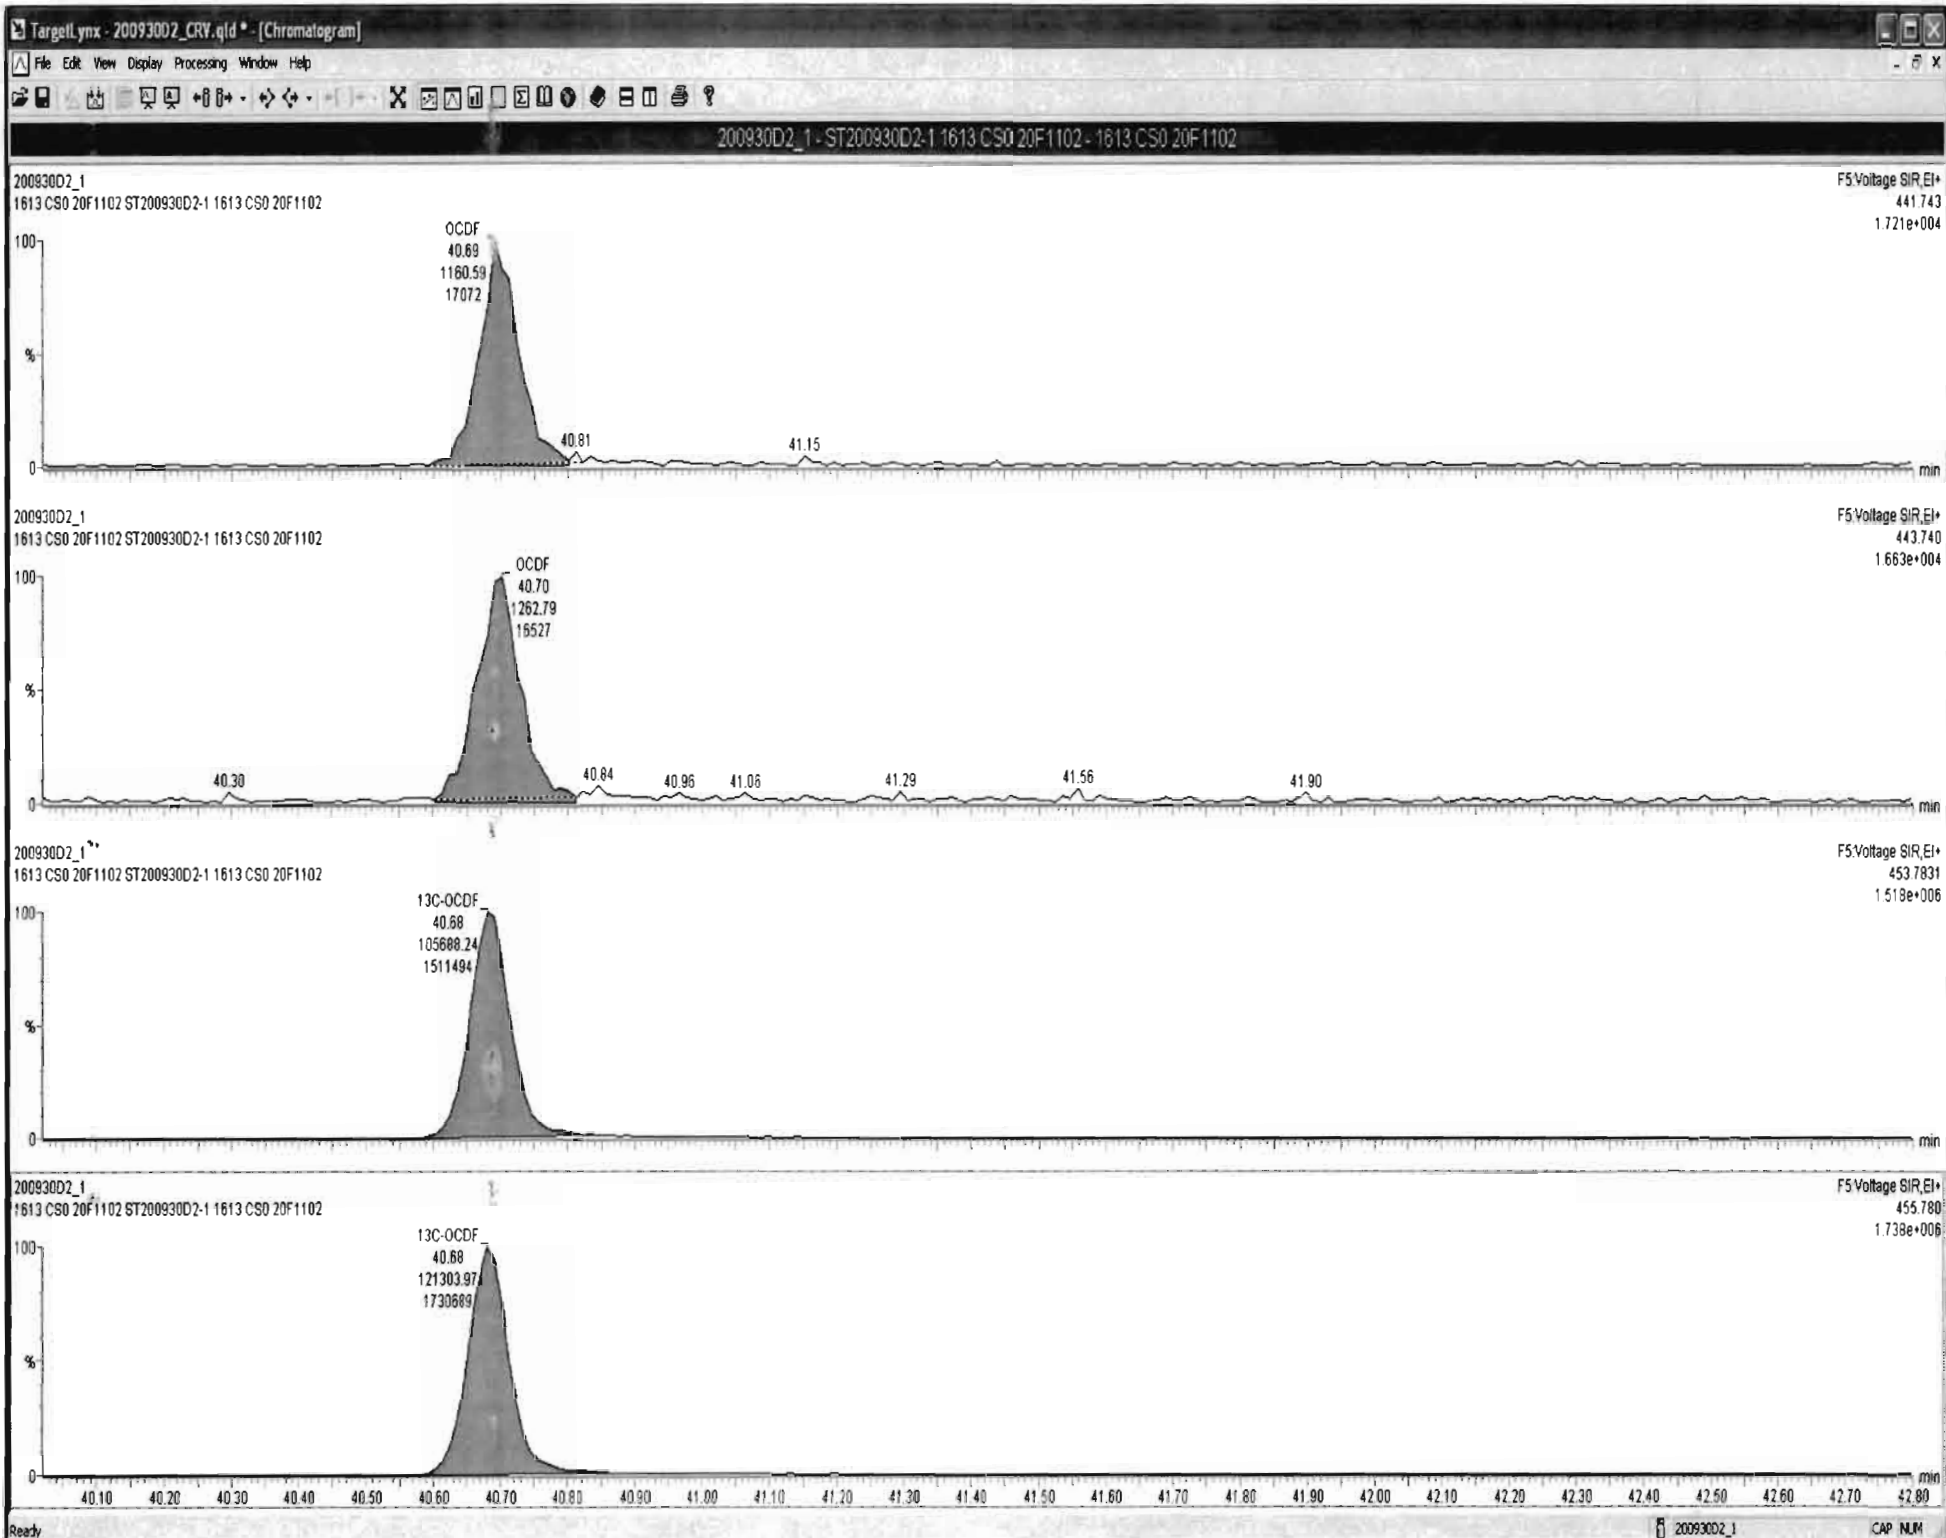 TargetLynx - 200930D2_CRV.qld * - [Chromatogram]
File Edit View Display Processing Window Help
200930D2_1 - ST200930D2-1 1613 CS0 20F1102 - 1613 CS0 20F1102
200930D2_1
1613 CS0 20F1102 ST200930D2-1 1613 CS0 20F1102
F5:Voltage SIR,EI+
441.743
1.721e+004
OCDF
40.69
1160.59
17072
100
%
0
40.81
41.15
min
200930D2_1
1613 CS0 20F1102 ST200930D2-1 1613 CS0 20F1102
F5:Voltage SIR,EI+
443.740
1.663e+004
OCDF
40.70
1262.79
16527
100
%
0
40.30
40.84
40.96
41.06
41.29
41.56
41.90
min
200930D2_1
1613 CS0 20F1102 ST200930D2-1 1613 CS0 20F1102
F5:Voltage SIR,EI+
453.7831
1.518e+006
13C-OCDF
40.68
105688.24
1511494
100
%
0
min
200930D2_1
1613 CS0 20F1102 ST200930D2-1 1613 CS0 20F1102
F5:Voltage SIR,EI+
455.780
1.738e+006
13C-OCDF
40.68
121303.97
1730689
100
%
0
min
40.10 40.20 40.30 40.40 40.50 40.60 40.70 40.80 40.90 41.00 41.10 41.20 41.30 41.40 41.50 41.60 41.70 41.80 41.90 42.00 42.10 42.20 42.30 42.40 42.50 42.60 42.70 42.80
Ready
200930D2_1
CAP NUM